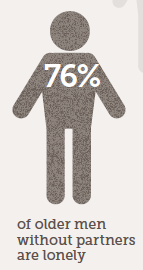 76%
of older men
without partners
are lonely